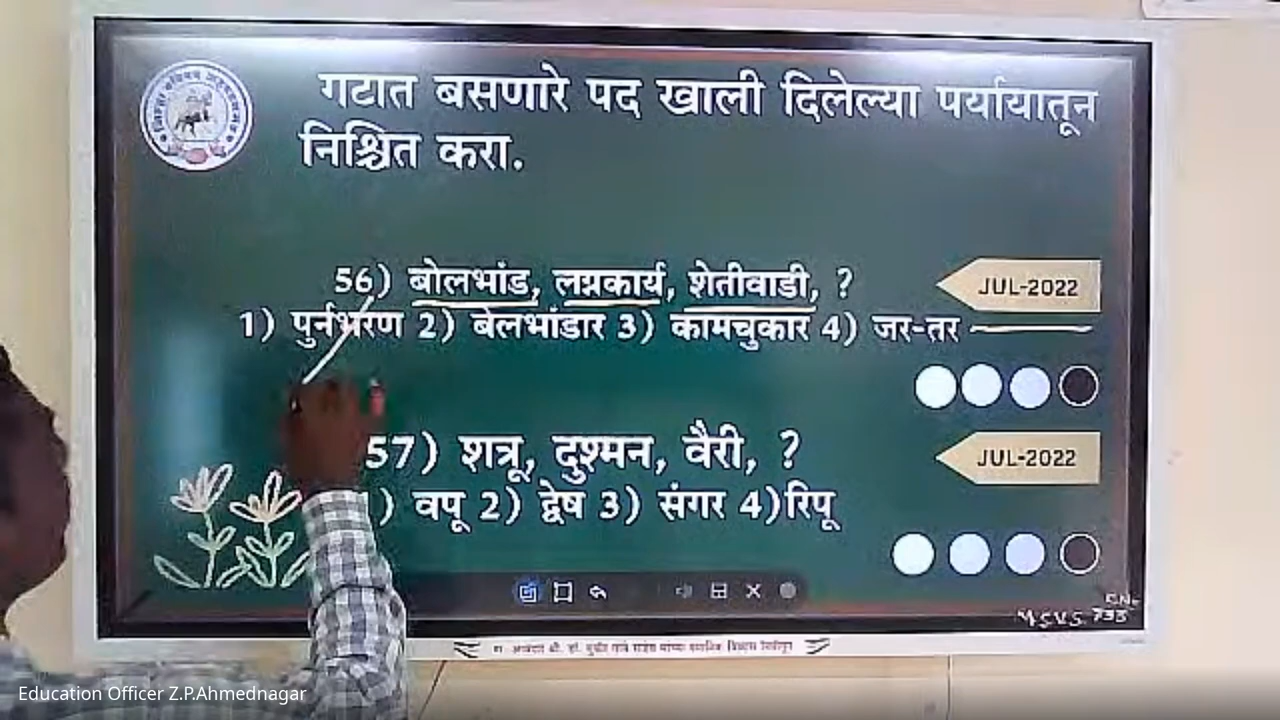 गटात बसणारे पद खाली दिलेल्या पर्यायातून
निश्चित करा.
56) बोलभांड, लग्नकार्य, शेतीवाडी, ?
JUL-2022
1) पुर्नभरण 2) बेलभांडार 3) कामचुकार 4) जर-तर
57) शत्रू, दुश्मन, वैरी, ?
JUL-2022
) वपू 2) द्वेष 3) संगर 4)रिपू
Education Officer Z.P.Ahmednagar